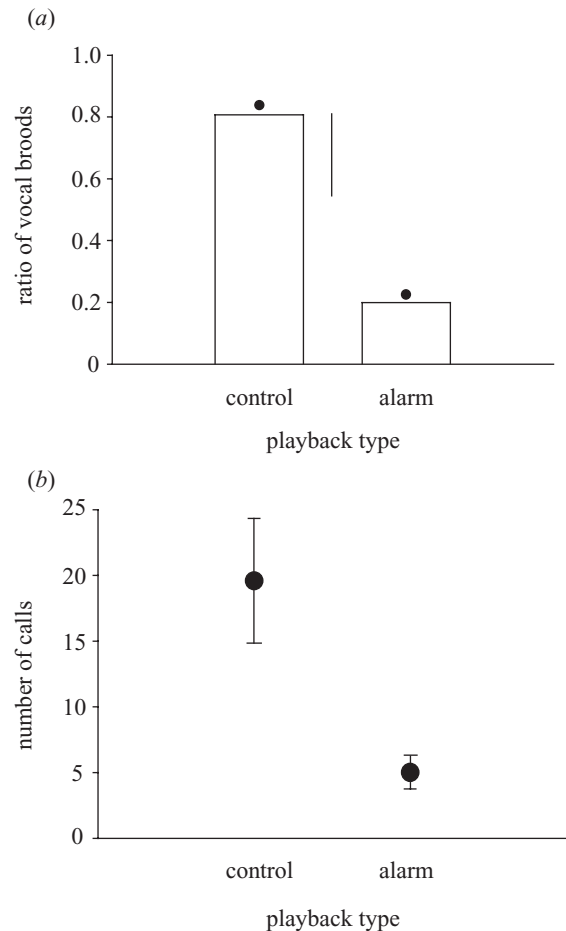 (a)
1.0
0.8
0.6
0.4
0.2
0
ratio of vocal broods
control alarm
playback type
(b)
25
20
15
10
5
0
number of calls
control alarm
playback type